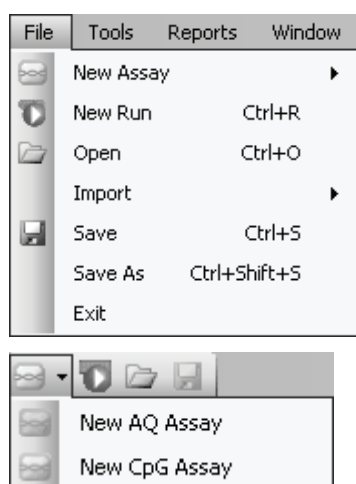 File Tools Reports Window
New Assay
New Run Ctrl+R
Open Ctrl+O
Import
Save Ctrl+S
Save As Ctrl+Shift+S
Exit
New AQ Assay
New CpG Assay